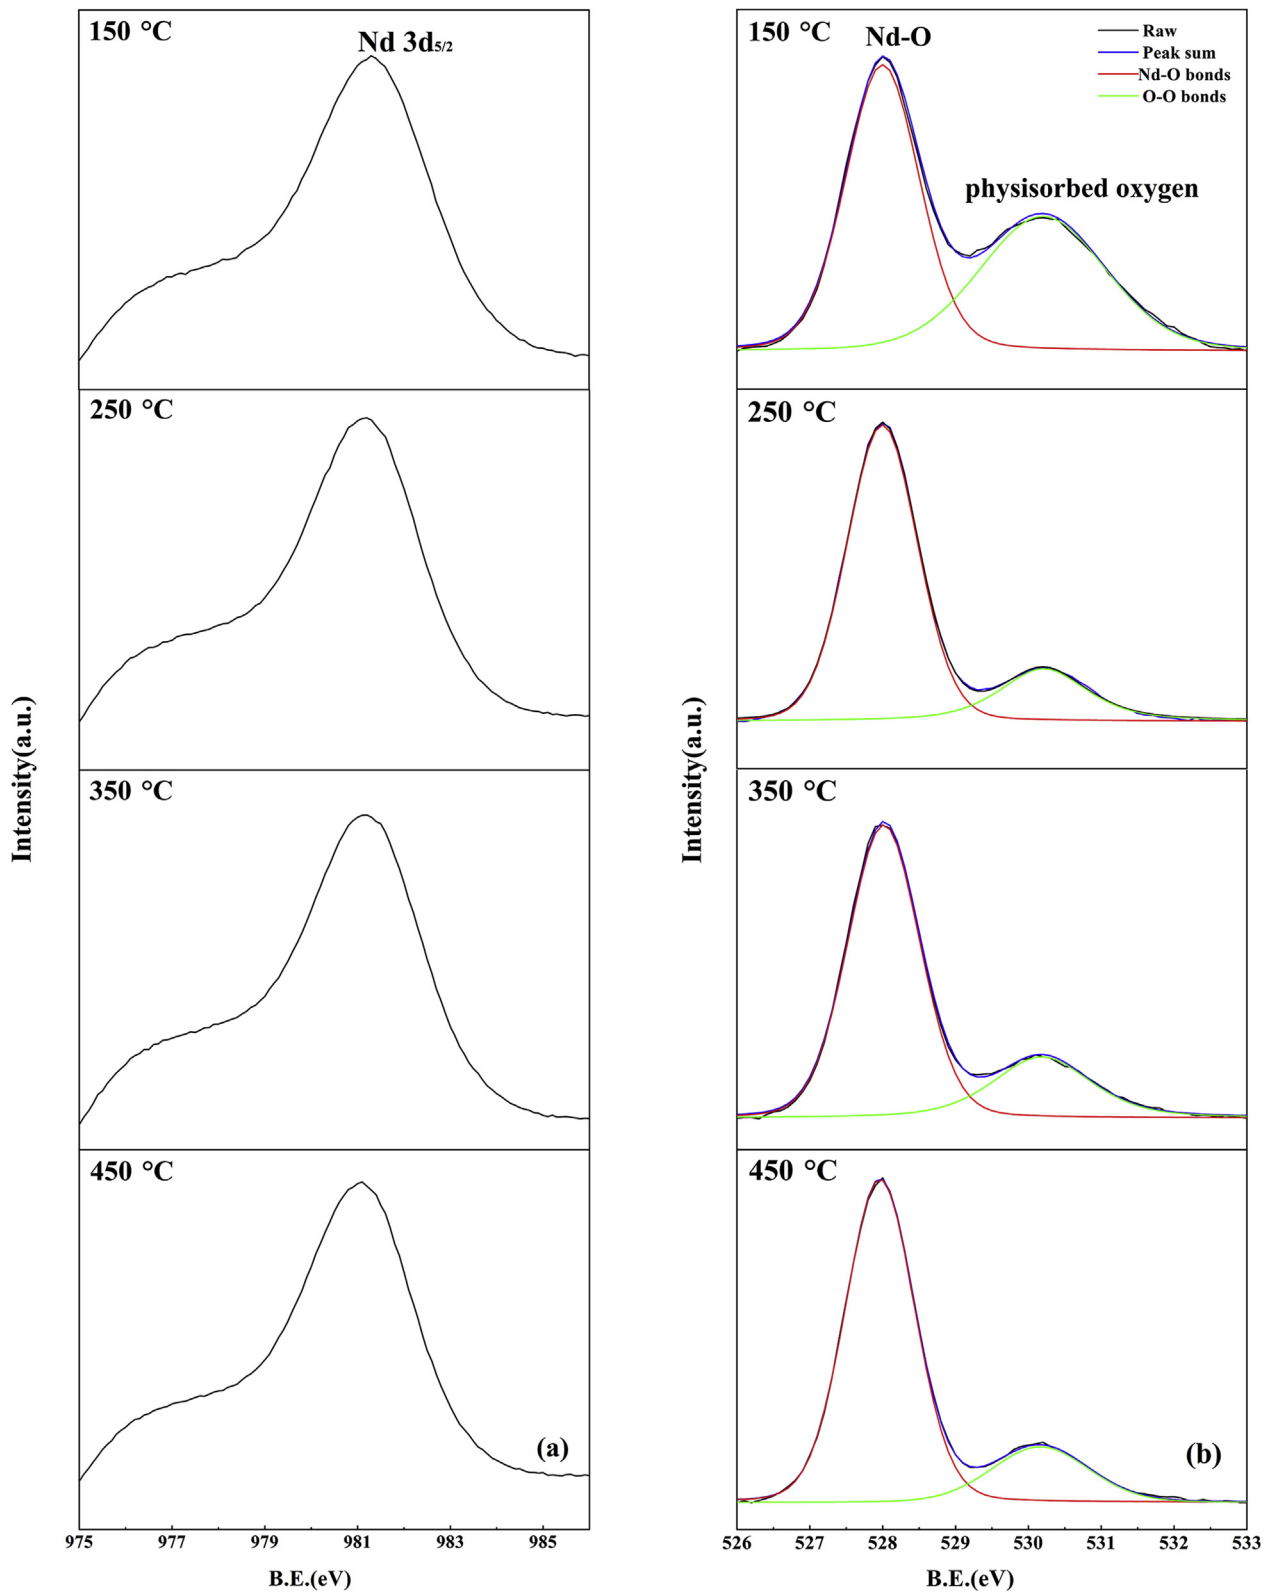 150 °C
Nd 3d5/2
250 °C
350 °C
450 °C
(a)
Intensity(a.u.)
975 977 979 981 983 985
B.E.(eV)
150 °C
Nd-O
Raw
Peak sum
Nd-O bonds
O-O bonds
physisorbed oxygen
250 °C
350 °C
450 °C
(b)
Intensity(a.u.)
526 527 528 529 530 531 532 533
B.E.(eV)